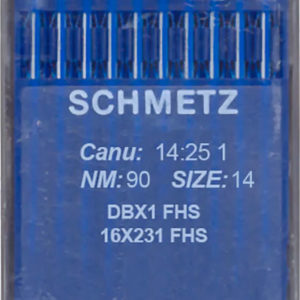 SCHMETZ
Canu: 14:25 1
NM: 90 SIZE: 14
DBX1 FHS
16X231 FHS